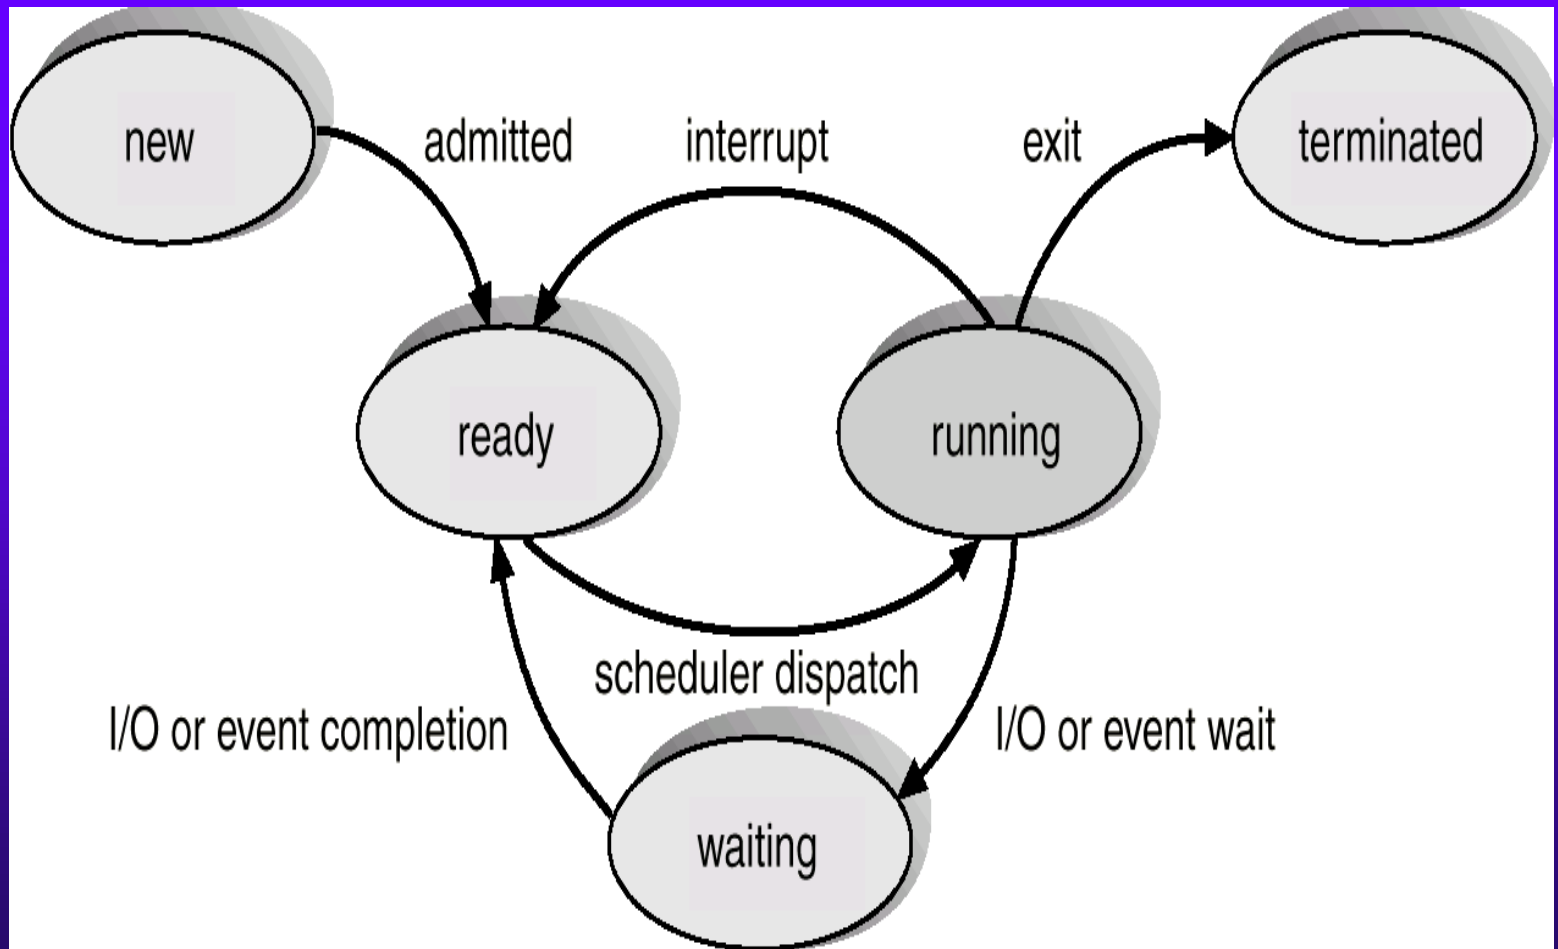 new
admitted
interrupt
exit
terminated
ready
running
scheduler dispatch
I/O or event completion
I/O or event wait
waiting